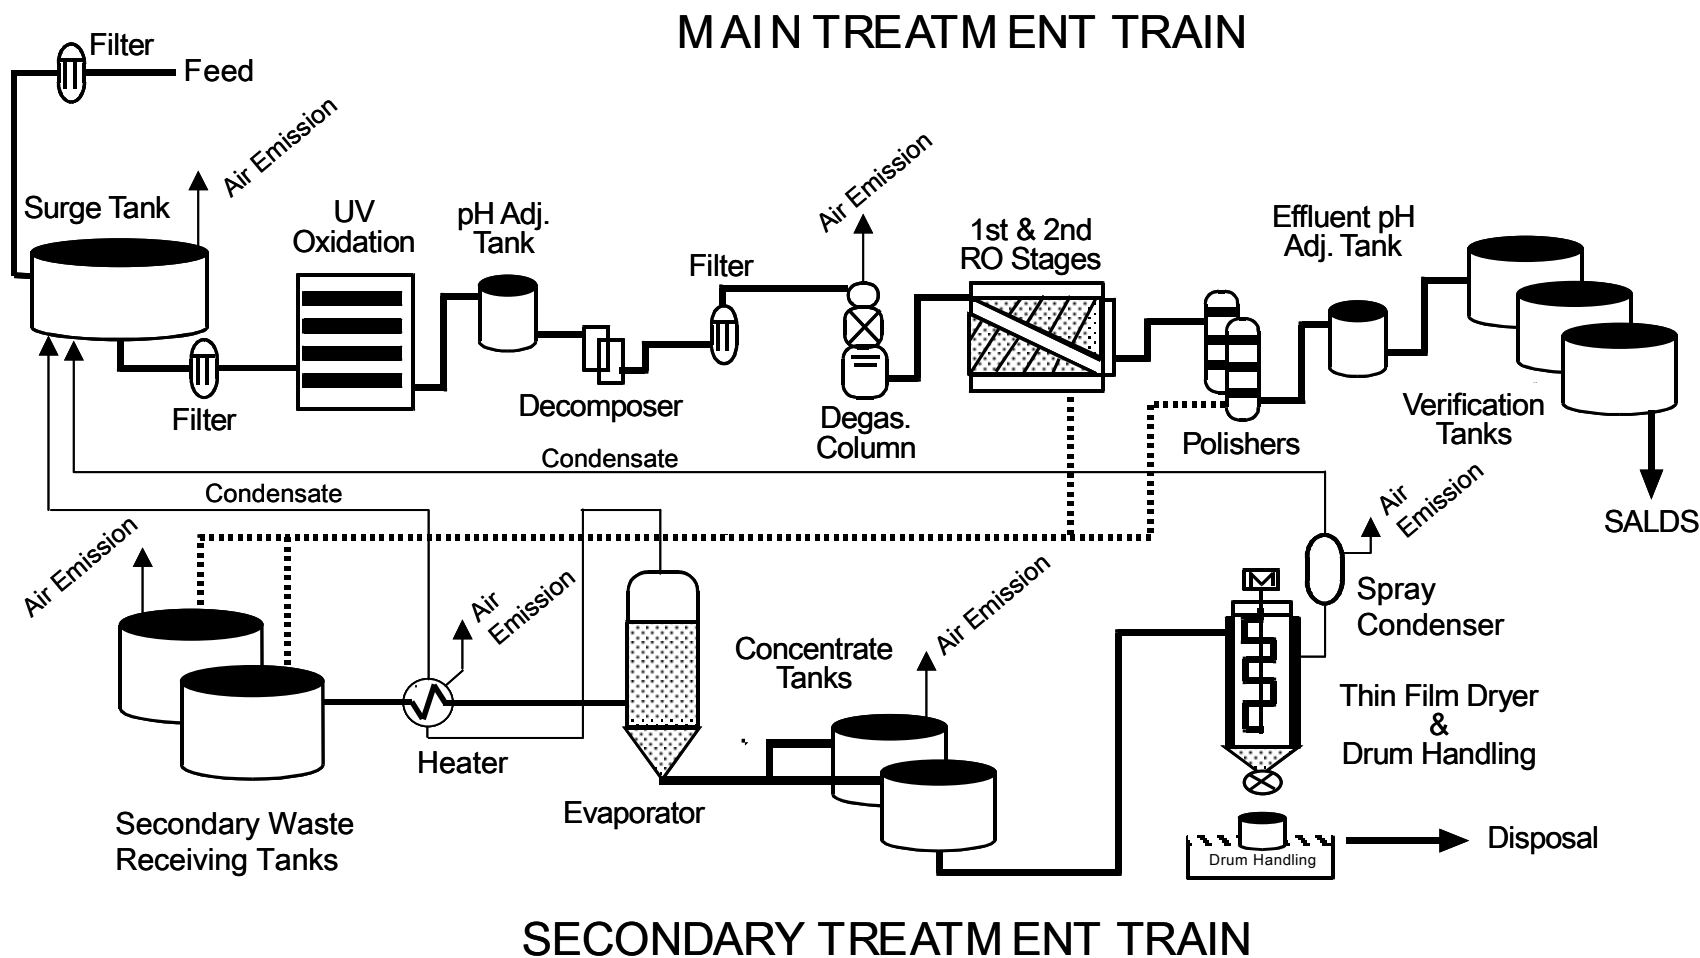 MAIN TREATMENT TRAIN
Filter
Feed
Air Emission
Surge Tank
Filter
UV
Oxidation
pH Adj.
Tank
Decomposer
Filter
Air Emission
Degas.
Column
1st & 2nd
RO Stages
Polishers
Effluent pH
Adj. Tank
Verification
Tanks
SALDS
Condensate
Condensate
Air Emission
Secondary Waste
Receiving Tanks
Air
Emission
Heater
Evaporator
Concentrate
Tanks
Air Emission
Air
Emission
Spray
Condenser
Thin Film Dryer
&
Drum Handling
Drum Handling
Disposal
SECONDARY TREATMENT TRAIN